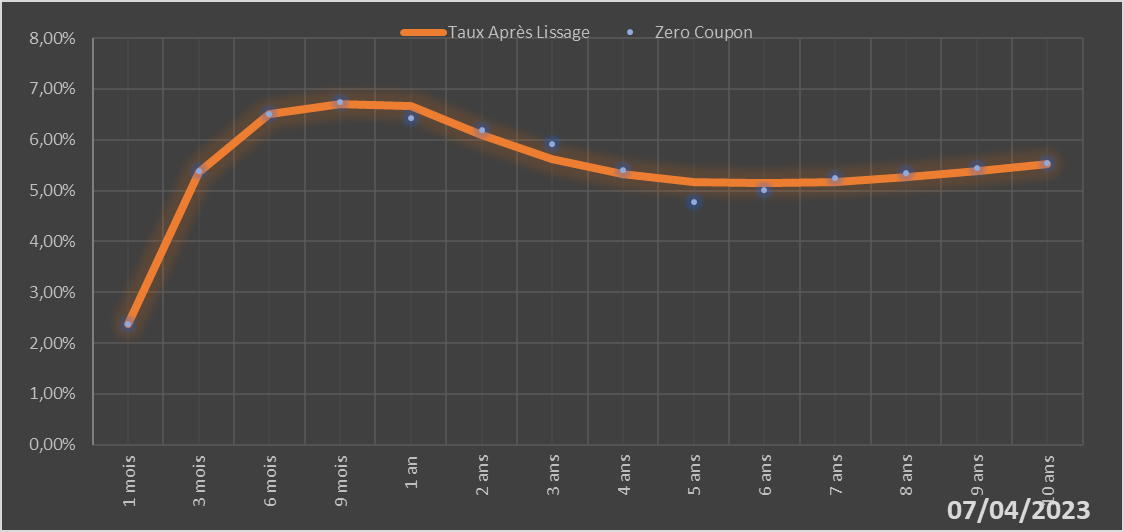 Taux Après Lissage Zero Coupon
8,00%
7,00%
6,00%
5,00%
4,00%
3,00%
2,00%
1,00%
0,00%
1 mois
3 mois
6 mois
9 mois
1 an
2 ans
3 ans
4 ans
5 ans
6 ans
7 ans
8 ans
9 ans
10 ans
07/04/2023